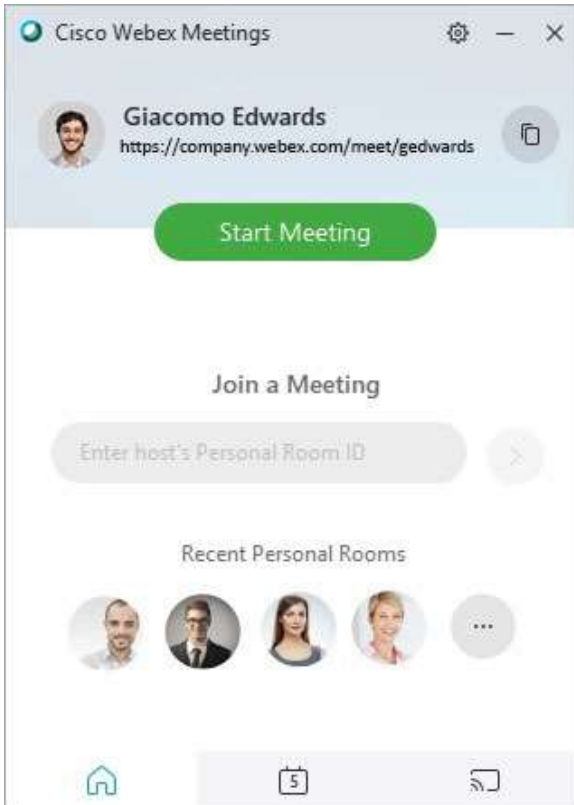 Cisco Webex Meetings
Giacomo Edwards
https://company.webex.com/meet/gedwards
Start Meeting
Join a Meeting
Enter host's Personal Room ID
Recent Personal Rooms
5